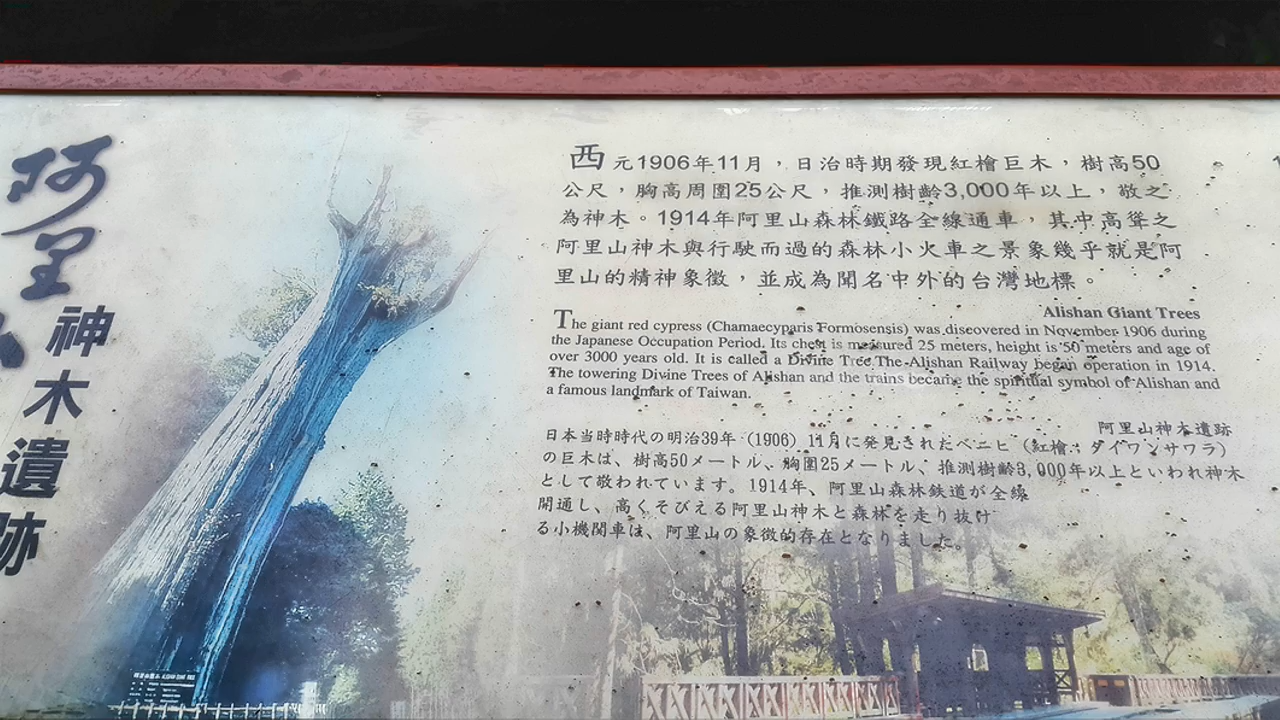 阿里山
神木遺跡
西元1906年11月，日治時期發現紅檜巨木，樹高50
公尺，胸高周圍25公尺，推測樹齡3,000年以上，敬之
為神木。1914年阿里山森林鐵路全線通車，其中高聳之
阿里山神木與行駛而過的森林小火車之景象幾乎就是阿
里山的精神象徵，並成為聞名中外的台灣地標。
Alishan Giant Trees
The giant red cypress (Chamaecyparis Formosensis) was discovered in November 1906 during
the Japanese Occupation Period. Its chest is measured 25 meters, height is 50 meters and age of
over 3000 years old. It is called a Divine Tree The Alishan Railway began operation in 1914.
The towering Divine Trees of Alishan and the trains became the spiritual symbol of Alishan and
a famous landmark of Taiwan.
阿里山神木遺跡
日本当時時代の明治39年（1906）11月に発見されたベニヒ（紅檜：ダイワンサワラ）
の巨木は、樹高50メートル、胸圍25メートル、推測樹齡3,000年以上といわれ神木
として敬われています。1914年、阿里山森林鉄道が全線
開通し、高くそびえる阿里山神木と森林を走り抜け
る小機関車は、阿里山の象徴的存在となりました。